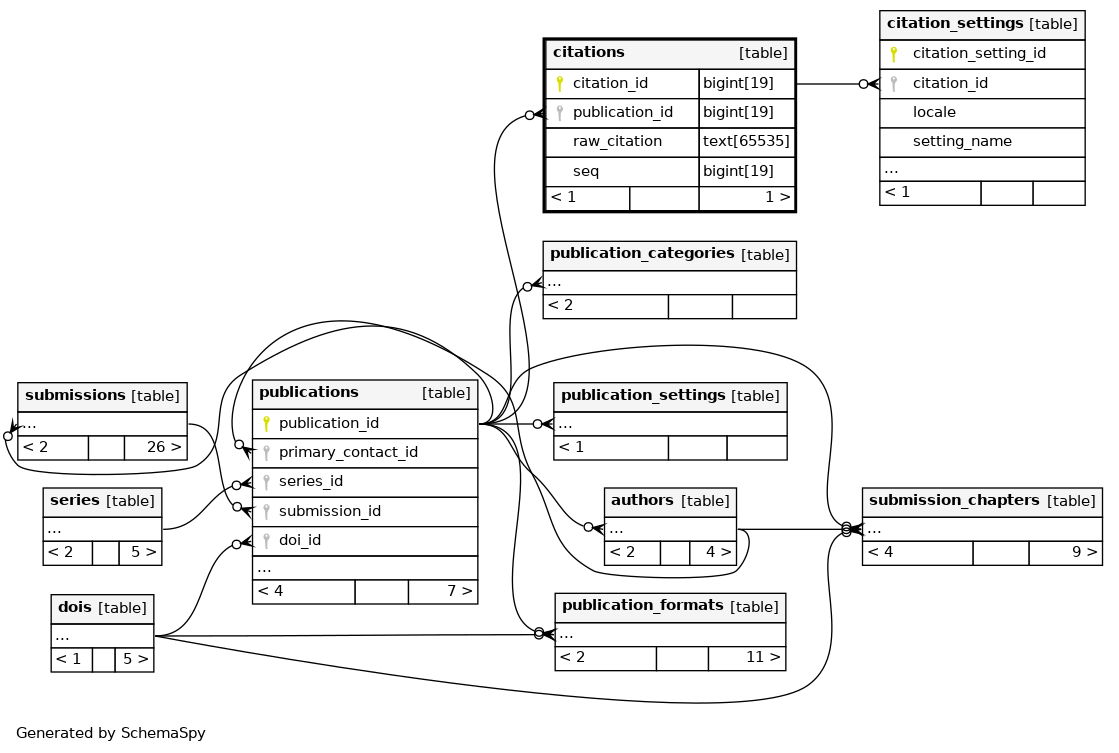 citations [table]
citation_id bigint[19]
publication_id bigint[19]
raw_citation text[65535]
seq bigint[19]
< 1 1 >
citation_settings [table]
citation_setting_id
citation_id
locale
setting_name
...
< 1
publication_categories [table]
...
< 2
submissions [table]
...
< 2 26 >
publications [table]
publication_id
primary_contact_id
series_id
submission_id
doi_id
...
< 4 7 >
publication_settings [table]
...
< 1
series [table]
...
< 2 5 >
authors [table]
...
< 2 4 >
submission_chapters [table]
...
< 4 9 >
dois [table]
...
< 1 5 >
publication_formats [table]
...
< 2 11 >
Generated by SchemaSpy